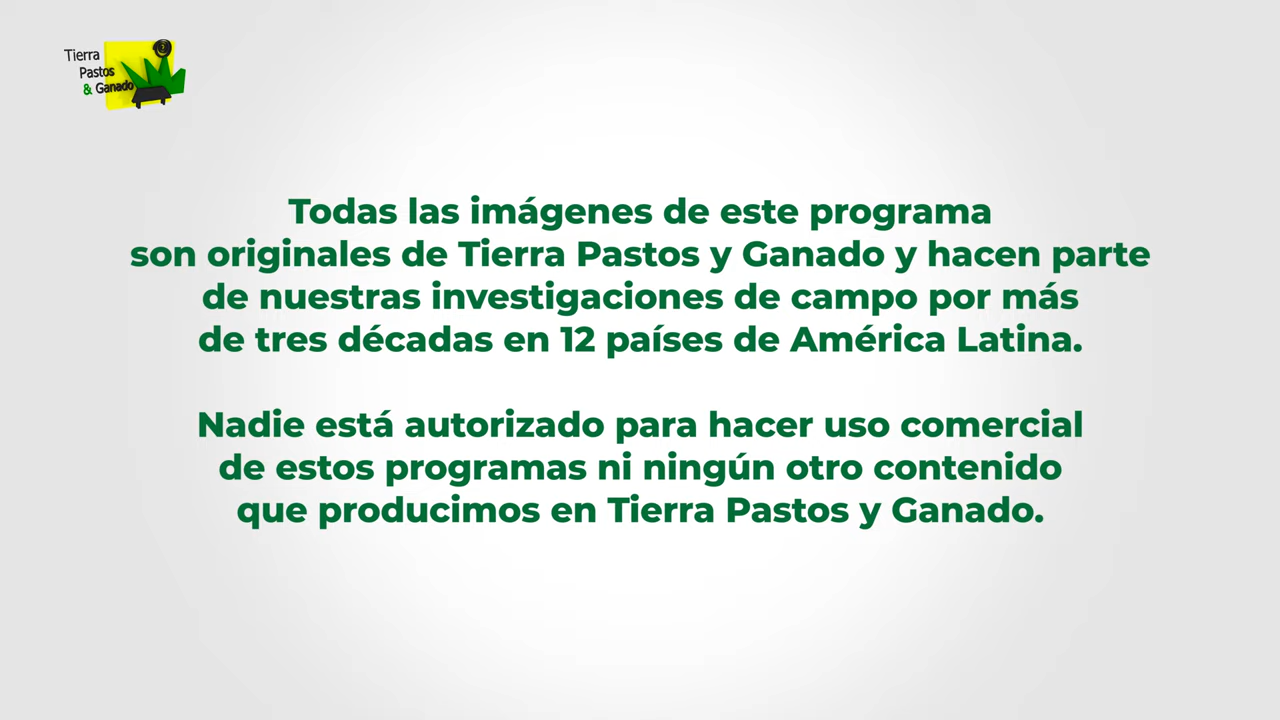 Tierra
Pastos
& Ganado
Todas las imágenes de este programa
son originales de Tierra Pastos y Ganado y hacen parte
de nuestras investigaciones de campo por más
de tres décadas en 12 países de América Latina.
Nadie está autorizado para hacer uso comercial
de estos programas ni ningún otro contenido
que producimos en Tierra Pastos y Ganado.